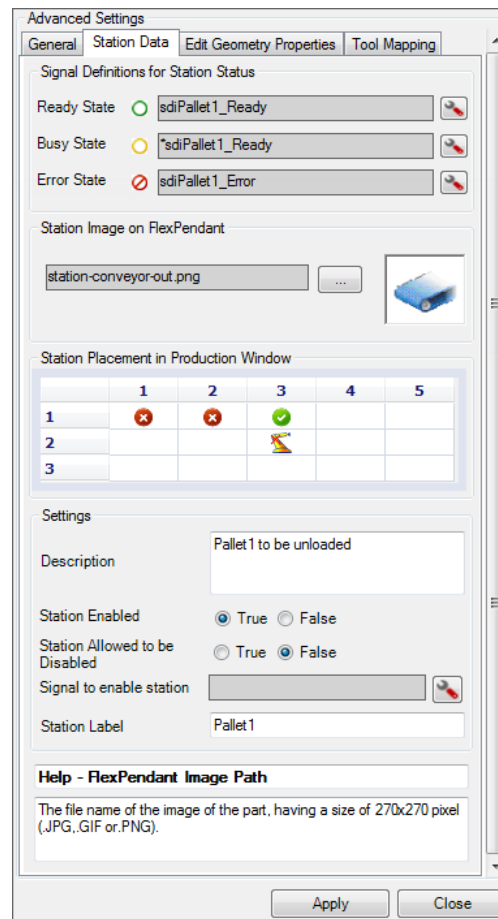 Advanced Settings
General Station Data Edit Geometry Properties Tool Mapping
Signal Definitions for Station Status
Ready State sdiPallet1_Ready
Busy State *sdiPallet1_Ready
Error State sdiPallet1_Error
Station Image on FlexPendant
station-conveyor-out.png ...
Station Placement in Production Window
1 2 3 4 5
1
2
3
Settings
Description Pallet1 to be unloaded
Station Enabled True False
Station Allowed to be
Disabled True False
Signal to enable station
Station Label Pallet1
Help - FlexPendant Image Path
The file name of the image of the part, having a size of 270x270 pixel
(.JPG,.GIF or.PNG).
Apply Close